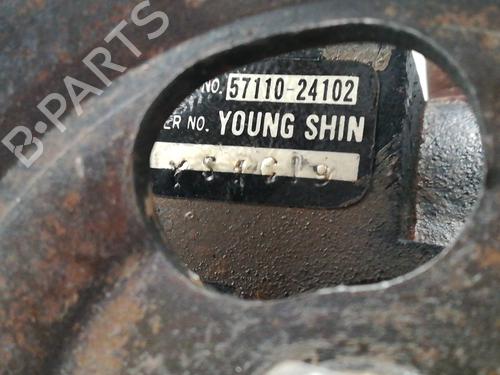 B-PARTS
NO. 57110-24102
ER NO. YOUNG SHIN